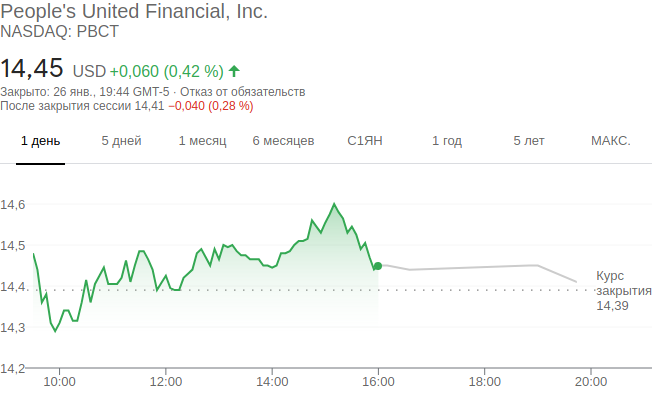 People's United Financial, Inc.
NASDAQ: PBCT
14,45 USD +0,060 (0,42 %)
Закрыто: 26 янв., 19:44 GMT-5 · Отказ от обязательств
После закрытия сессии 14,41 −0,040 (0,28 %)
1 день 5 дней 1 месяц 6 месяцев С1ЯН 1 год 5 лет МАКС.
14,6
14,5
14,4
14,3
14,2
Курс
закрытия
14,39
10:00 12:00 14:00 16:00 18:00 20:00